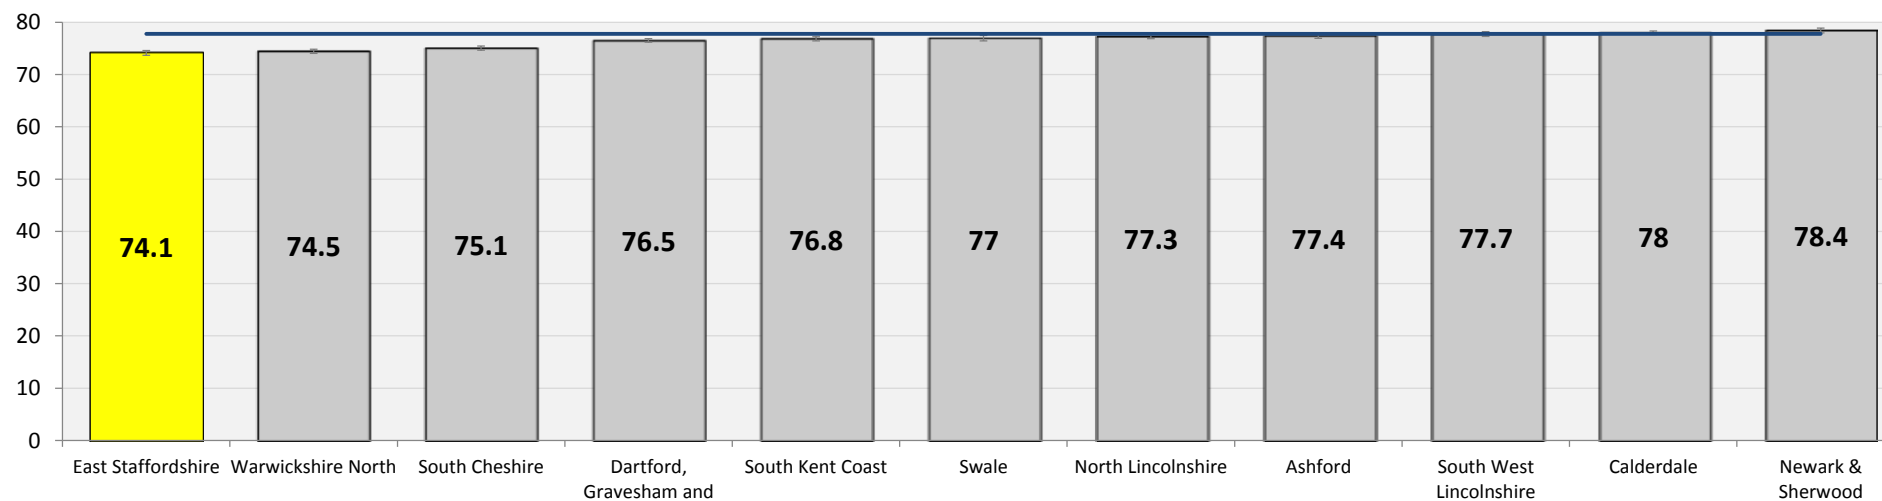 80
70
60
50
40
30
20
10
0
74.1
74.5
75.1
76.5
76.8
77
77.3
77.4
77.7
78
78.4
East Staffordshire
Warwickshire North
South Cheshire
Dartford,
Gravesham and
South Kent Coast
Swale
North Lincolnshire
Ashford
South West
Lincolnshire
Calderdale
Newark &
Sherwood